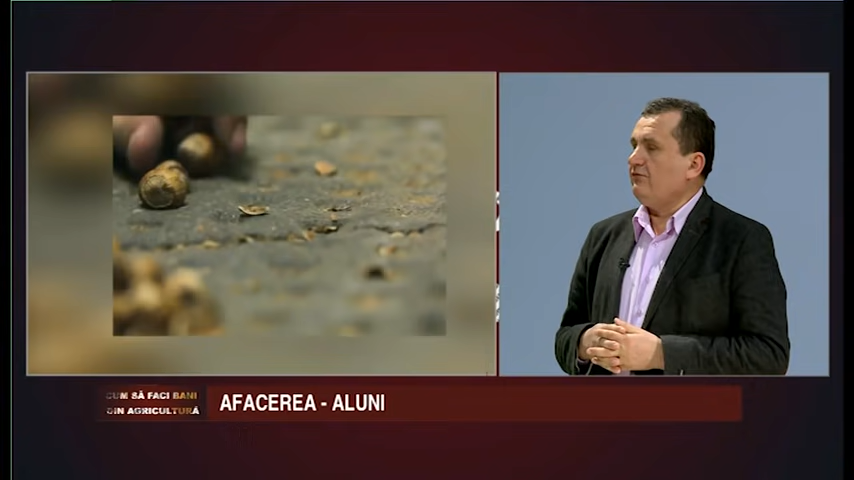 CUM SĂ FACI BANI
DIN AGRICULTURĂ
AFACEREA - ALUNI